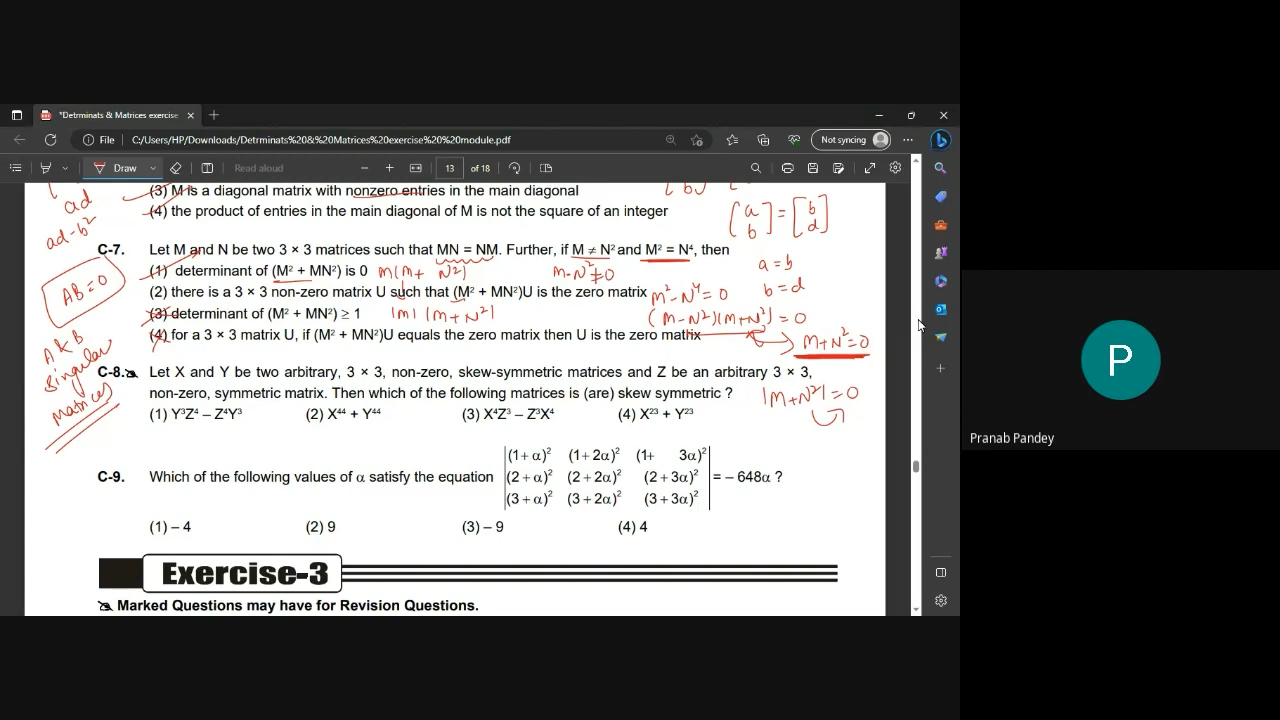 *Detrminats & Matrices exercise
File C:/Users/HP/Downloads/Detrminats%20&%20Matrices%20exercise%20%20module.pdf Not syncing
Draw Read aloud 13 of 18
(3) M is a diagonal matrix with nonzero entries in the main diagonal
(4) the product of entries in the main diagonal of M is not the square of an integer
ad
ad-b²
[a b] = [b d]
C-7 Let M and N be two 3 × 3 matrices such that MN = NM. Further, if M ≠ N² and M² = N⁴, then
(1) determinant of (M² + MN²) is 0 M(M+ N²) M-N²≠0
a=b
b=d
(2) there is a 3 × 3 non-zero matrix U such that (M² + MN²)U is the zero matrix M²-N⁴=0
(3) determinant of (M² + MN²) ≥ 1 |M| |M+N²| (M-N²)(M+N²)=0
(4) for a 3 × 3 matrix U, if (M² + MN²)U equals the zero matrix then U is the zero matix
M+N²=0
|M+N²|=0
AB=0
A & B
Singular
Matrices
C-8. Let X and Y be two arbitrary, 3 × 3, non-zero, skew-symmetric matrices and Z be an arbitrary 3 × 3,
non-zero, symmetric matrix. Then which of the following matrices is (are) skew symmetric ?
(1) Y³Z⁴ – Z⁴Y³ (2) X⁴⁴ + Y⁴⁴ (3) X⁴Z³ – Z³X⁴ (4) X²³ + Y²³
C-9. Which of the following values of α satisfy the equation |(1+ α)² (1+ 2α)² (1+ 3α)²|
|(2 + α)² (2 + 2α)² (2 + 3α)²| = – 648α ?
|(3 + α)² (3 + 2α)² (3 + 3α)²|
(1) – 4 (2) 9 (3) – 9 (4) 4
Exercise-3
Marked Questions may have for Revision Questions.
P
Pranab Pandey